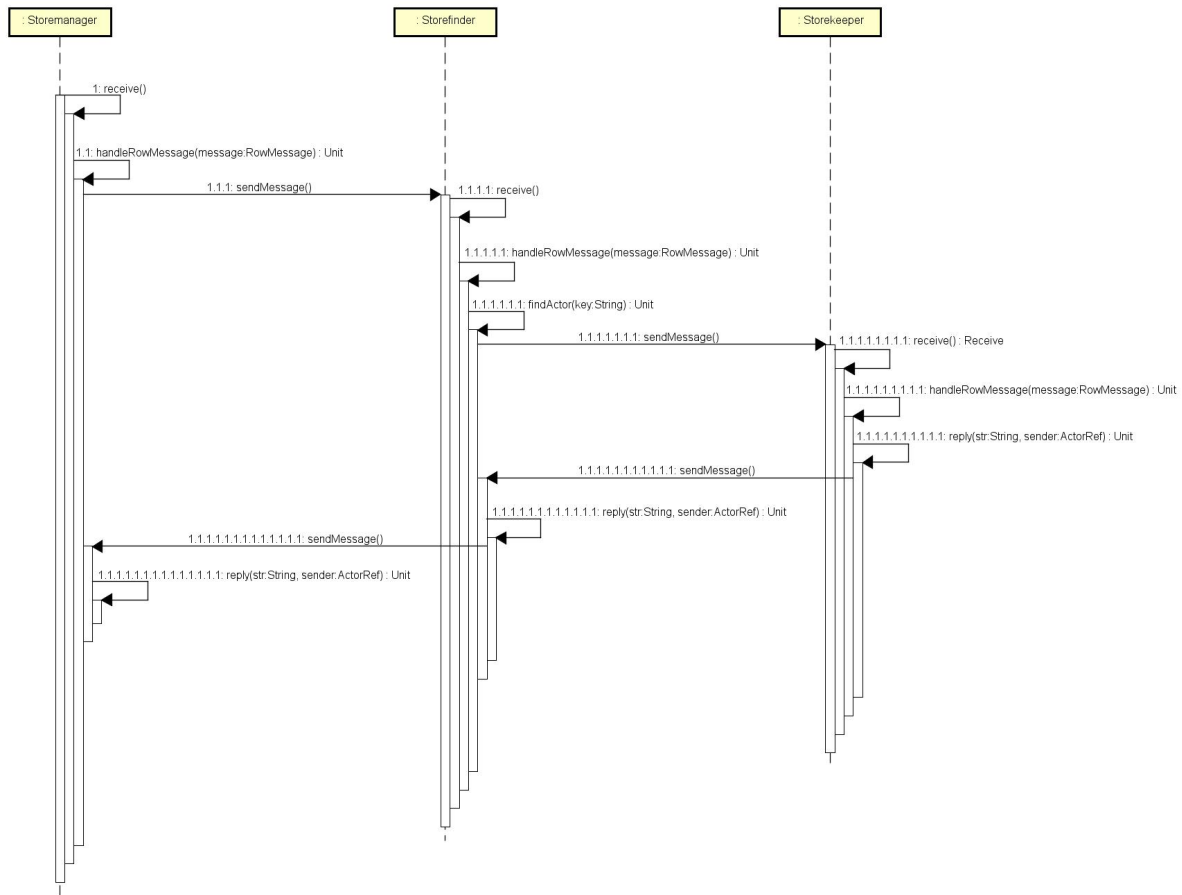 : Storemanager
: Storefinder
: Storekeeper
1: receive()
1.1: handleRowMessage(message:RowMessage) : Unit
1.1.1: sendMessage()
1.1.1.1: receive()
1.1.1.1.1: handleRowMessage(message:RowMessage) : Unit
1.1.1.1.1.1: findActor(key:String) : Unit
1.1.1.1.1.1.1: sendMessage()
1.1.1.1.1.1.1.1: receive() : Receive
1.1.1.1.1.1.1.1.1: handleRowMessage(message:RowMessage) : Unit
1.1.1.1.1.1.1.1.1.1: reply(str:String, sender:ActorRef) : Unit
1.1.1.1.1.1.1.1.1.1.1: sendMessage()
1.1.1.1.1.1.1.1.1.1.1.1: reply(str:String, sender:ActorRef) : Unit
1.1.1.1.1.1.1.1.1.1.1.1.1: sendMessage()
1.1.1.1.1.1.1.1.1.1.1.1.1.1: reply(str:String, sender:ActorRef) : Unit